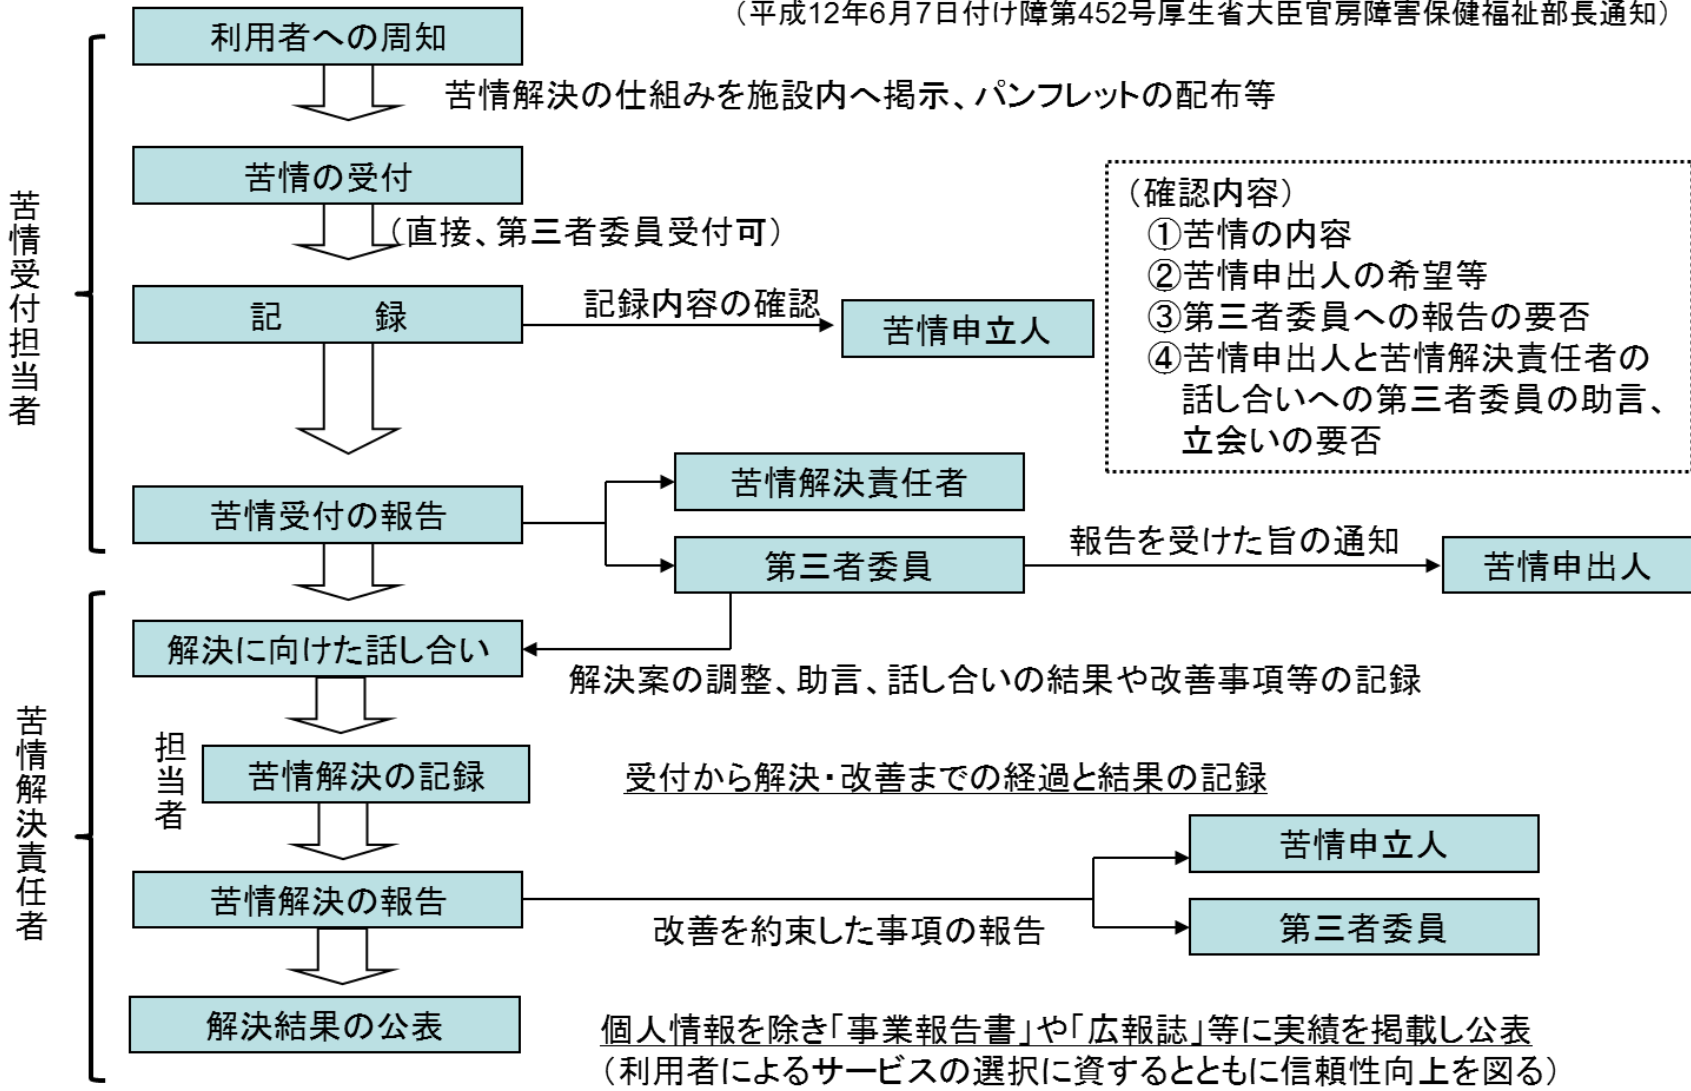 （平成12年6月7日付け障第452号厚生省大臣官房障害保健福祉部長通知）
利用者への周知
苦情解決の仕組みを施設内へ掲示、パンフレットの配布等
苦情受付担当者
苦情の受付
（直接、第三者委員受付可）
（確認内容）
①苦情の内容
②苦情申出人の希望等
③第三者委員への報告の要否
④苦情申出人と苦情解決責任者の
話し合いへの第三者委員の助言、
立会いの要否
記　　録
記録内容の確認
苦情申立人
苦情受付の報告
苦情解決責任者
第三者委員
報告を受けた旨の通知
苦情申出人
苦情解決責任者
解決に向けた話し合い
解決案の調整、助言、話し合いの結果や改善事項等の記録
担当者
苦情解決の記録
受付から解決・改善までの経過と結果の記録
苦情解決の報告
改善を約束した事項の報告
苦情申立人
第三者委員
解決結果の公表
個人情報を除き「事業報告書」や「広報誌」等に実績を掲載し公表
（利用者によるサービスの選択に資するとともに信頼性向上を図る）